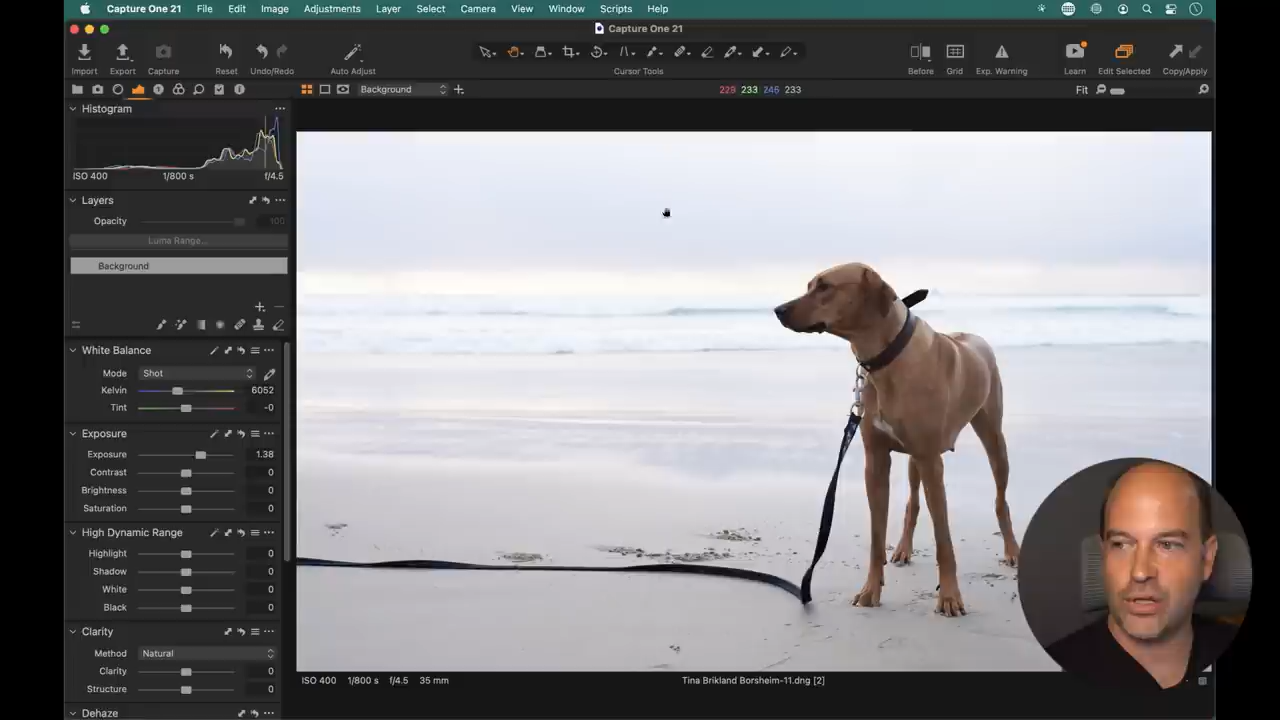 Capture One 21 File Edit Image Adjustments Layer Select Camera View Window Scripts Help
Capture One 21
Import Export Capture Reset Undo/Redo Auto Adjust Cursor Tools Before Grid Exp. Warning Learn Edit Selected Copy/Apply
Background 229 233 245 233 Fit
Histogram
ISO 400 1/800 s f/4.5
Layers
Opacity 100
Luma Range...
Background
White Balance
Mode Shot
Kelvin 6052
Tint -0
Exposure
Exposure 1.38
Contrast 0
Brightness 0
Saturation 0
High Dynamic Range
Highlight 0
Shadow 0
White 0
Black 0
Clarity
Method Natural
Clarity 0
Structure 0
Dehaze
ISO 400 1/800 s f/4.5 35 mm Tina Brikland Borsheim-11.dng [2]